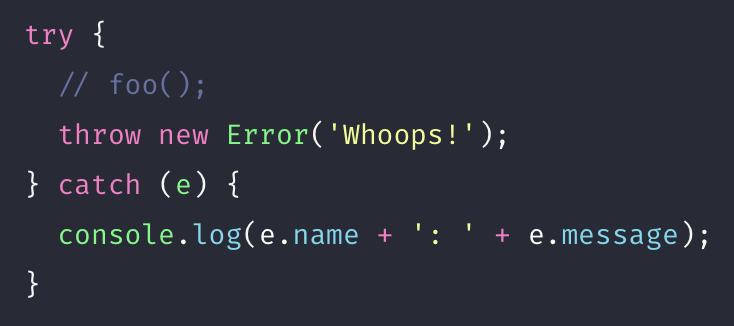 try {
  // foo();
  throw new Error('Whoops!');
} catch (e) {
  console.log(e.name + ': ' + e.message);
}